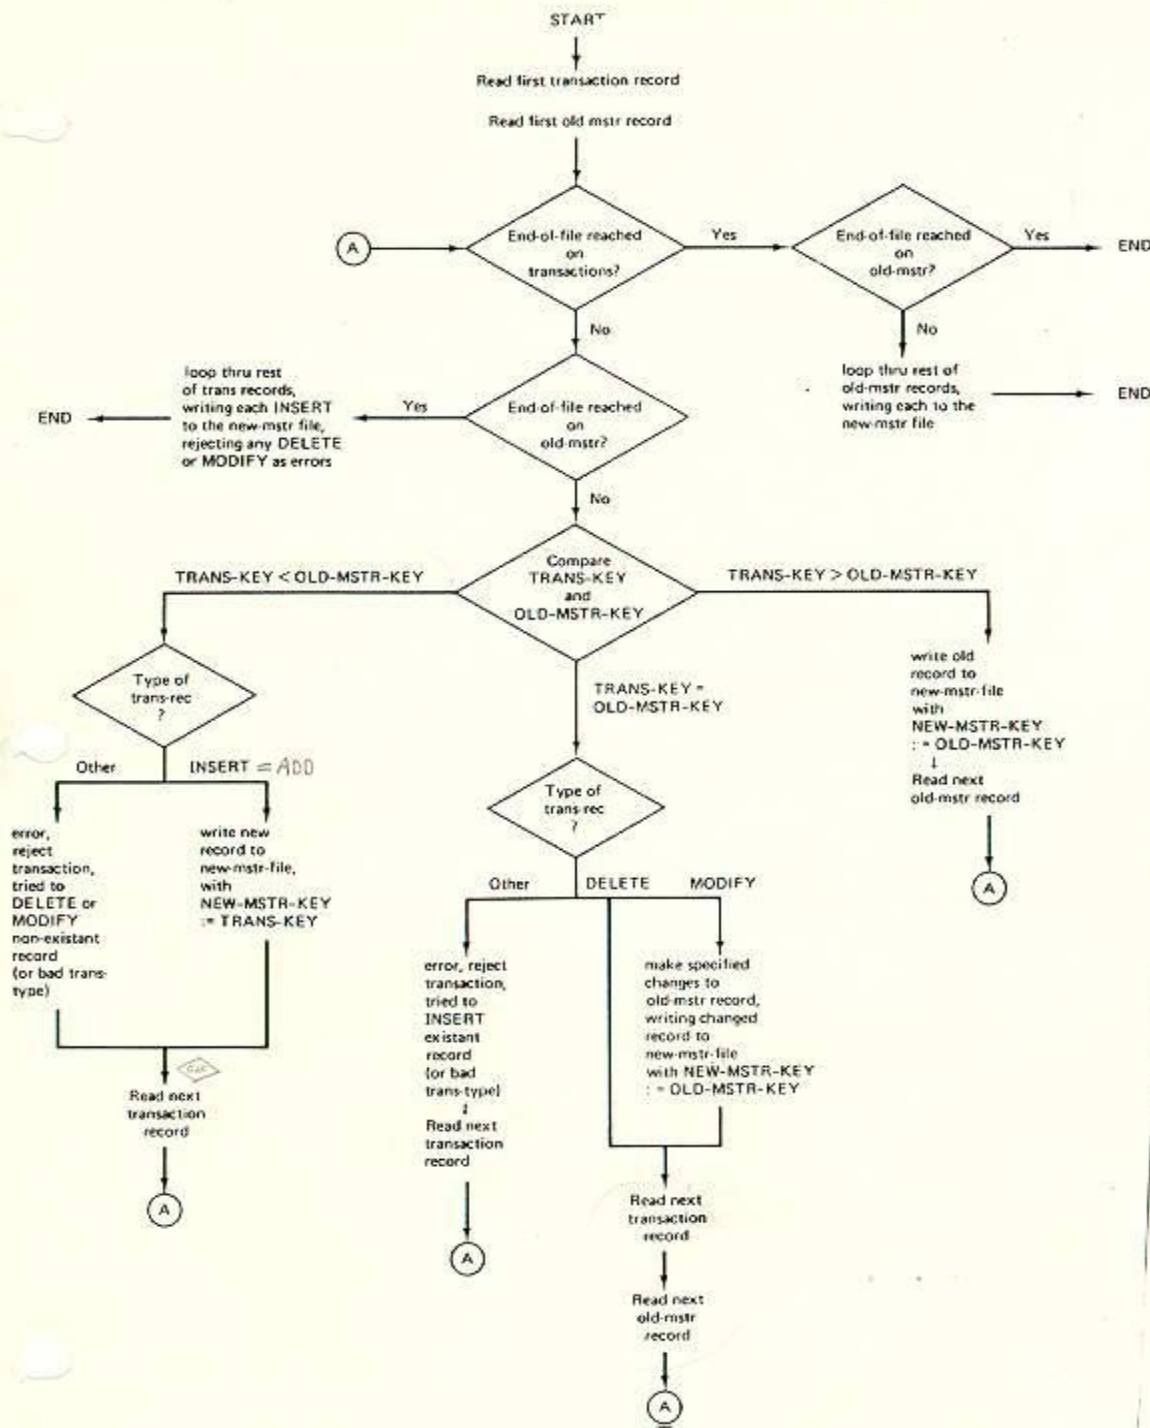 START
Read first transaction record
Read first old mstr record
A
End-of-file reached
on
transactions?
Yes
End-of-file reached
on
old-mstr?
Yes
END
No
No
loop thru rest of
old-mstr records,
writing each to the
new-mstr file
END
loop thru rest
of trans records,
writing each INSERT
to the new-mstr file,
rejecting any DELETE
or MODIFY as errors
END
Yes
End-of-file reached
on
old-mstr?
No
Compare
TRANS-KEY
and
OLD-MSTR-KEY
TRANS-KEY < OLD-MSTR-KEY
TRANS-KEY > OLD-MSTR-KEY
TRANS-KEY =
OLD-MSTR-KEY
Type of
trans-rec
?
Other
INSERT = ADD
error,
reject
transaction,
tried to
DELETE or
MODIFY
non-existant
record
(or bad trans-
type)
write new
record to
new-mstr-file,
with
NEW-MSTR-KEY
:= TRANS-KEY
Read next
transaction
record
A
Type of
trans-rec
?
Other
DELETE
MODIFY
error, reject
transaction,
tried to
INSERT
existant
record
(or bad
trans-type)
Read next
transaction
record
A
make specified
changes to
old-mstr record,
writing changed
record to
new-mstr-file
with NEW-MSTR-KEY
:= OLD-MSTR-KEY
Read next
transaction
record
Read next
old-mstr
record
A
write old
record to
new-mstr-file
with
NEW-MSTR-KEY
:= OLD-MSTR-KEY
Read next
old-mstr record
A